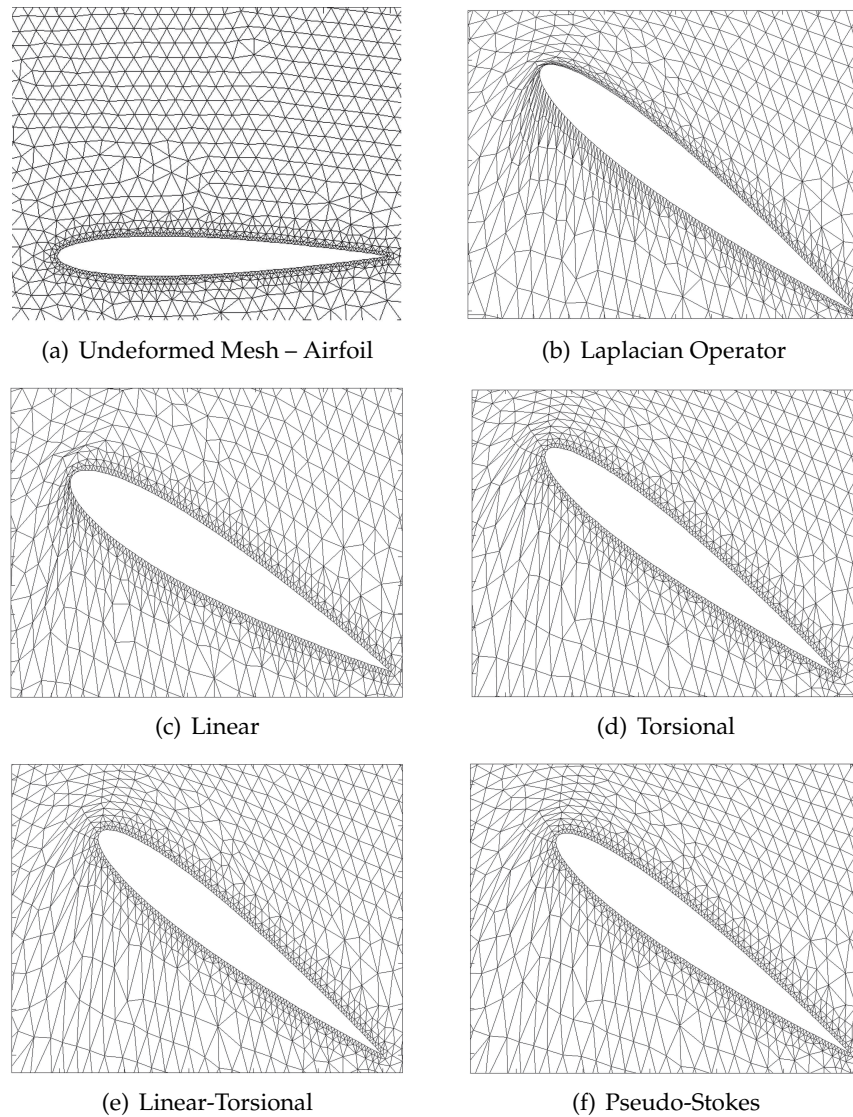 (a) Undeformed Mesh – Airfoil
(b) Laplacian Operator
(c) Linear
(d) Torsional
(e) Linear-Torsional
(f) Pseudo-Stokes